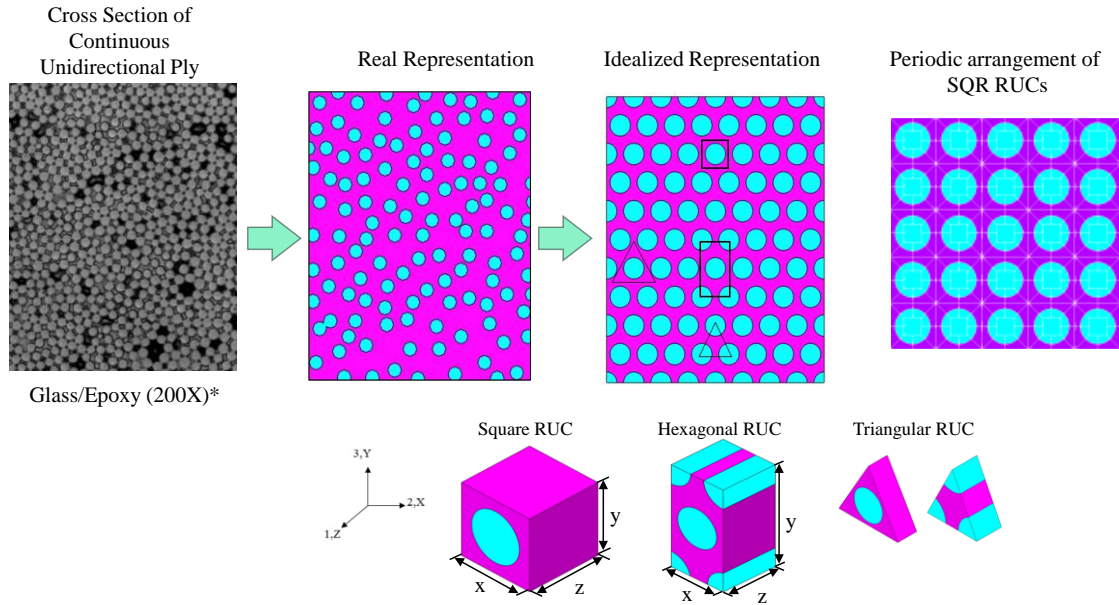 Cross Section of
Continuous
Unidirectional Ply
Real Representation
Idealized Representation
Periodic arrangement of
SQR RUCs
Glass/Epoxy (200X)*
Square RUC
Hexagonal RUC
Triangular RUC
3,Y
2,X
1,Z
y
x
z
y
x
z